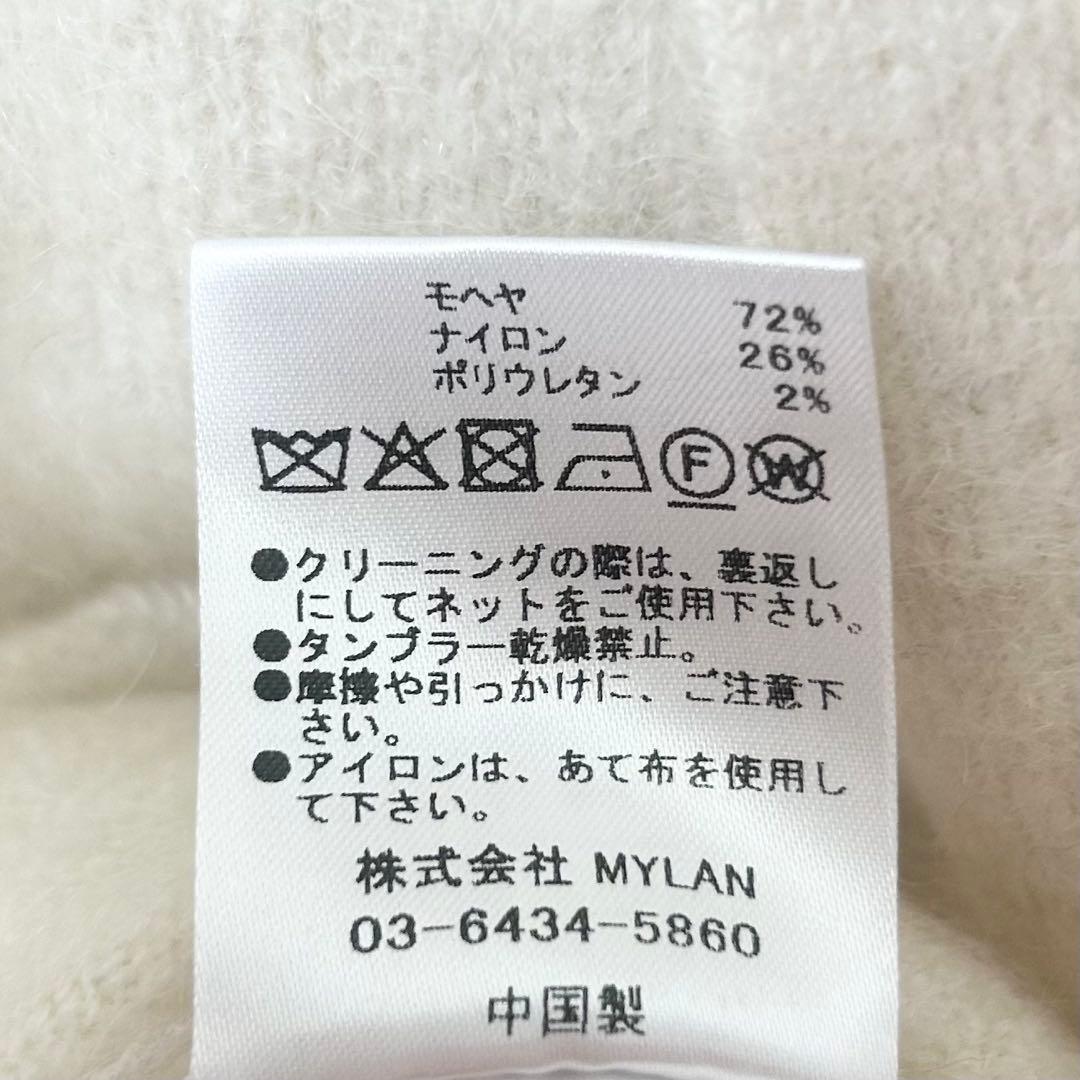 モヘヤ 72%
ナイロン 26%
ポリウレタン 2%
F W
●クリーニングの際は、裏返し
にしてネットをご使用下さい。
●タンブラー乾燥禁止。
●摩擦や引っかけに、ご注意下
さい。
●アイロンは、あて布を使用し
て下さい。
株式会社 MYLAN
03-6434-5860
中国製